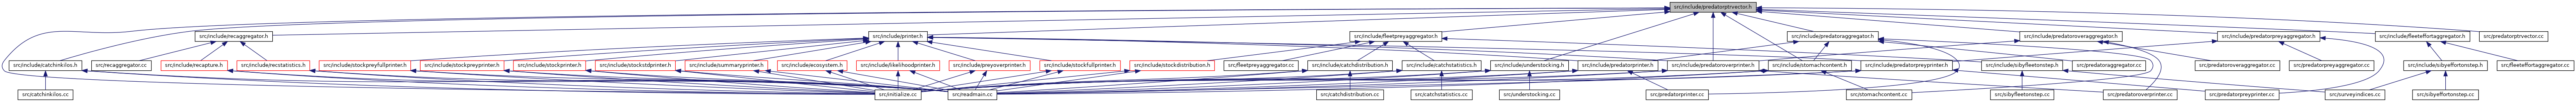 src/include/predatorptrvector.h
src/include/recaggregator.h
src/include/printer.h
src/include/fleetpreyaggregator.h
src/include/predatoraggregator.h
src/include/predatoroveraggregator.h
src/include/predatorpreyaggregator.h
src/include/fleeteffortaggregator.h
src/predatorptrvector.cc
src/include/catchinkilos.h
src/recaggregator.cc
src/include/recapture.h
src/include/recstatistics.h
src/include/stockpreyfullprinter.h
src/include/stockpreyprinter.h
src/include/stockprinter.h
src/include/stockstdprinter.h
src/include/summaryprinter.h
src/include/ecosystem.h
src/include/likelihoodprinter.h
src/include/preyoverprinter.h
src/include/stockfullprinter.h
src/include/stockdistribution.h
src/fleetpreyaggregator.cc
src/include/catchdistribution.h
src/include/catchstatistics.h
src/include/understocking.h
src/include/predatorprinter.h
src/include/predatoroverprinter.h
src/include/stomachcontent.h
src/include/predatorpreyprinter.h
src/include/sibyfleetonstep.h
src/predatoraggregator.cc
src/predatoroveraggregator.cc
src/predatorpreyaggregator.cc
src/include/sibyeffortonstep.h
src/fleeteffortaggregator.cc
src/catchinkilos.cc
src/initialize.cc
src/readmain.cc
src/catchdistribution.cc
src/catchstatistics.cc
src/understocking.cc
src/predatorprinter.cc
src/stomachcontent.cc
src/sibyfleetonstep.cc
src/predatoroverprinter.cc
src/predatorpreyprinter.cc
src/surveyindices.cc
src/sibyeffortonstep.cc